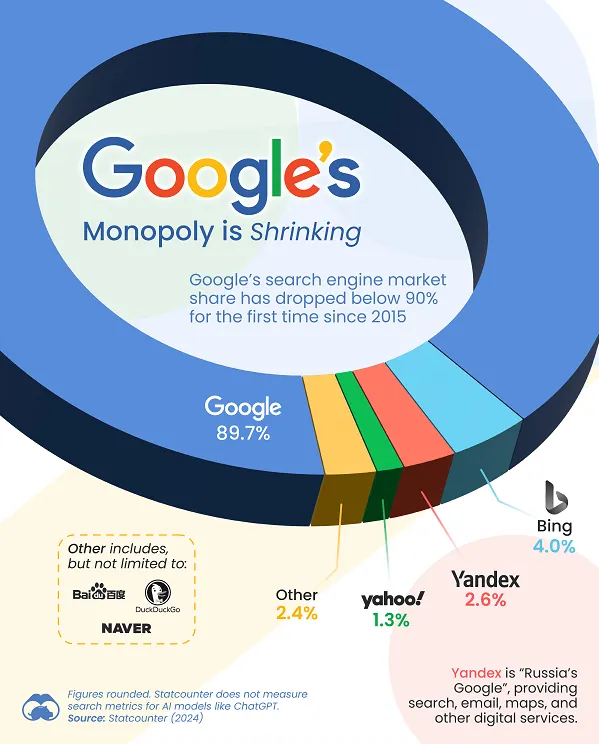 Google's
Monopoly is Shrinking
Google's search engine market
share has dropped below 90%
for the first time since 2015
Google
89.7%
Bing
4.0%
Yandex
2.6%
yahoo!
1.3%
Other
2.4%
Other includes,
but not limited to:
Bai du 百度
DuckDuckGo
NAVER
Yandex is “Russia’s
Google”, providing
search, email, maps, and
other digital services.
Figures rounded. Statcounter does not measure
search metrics for AI models like ChatGPT.
Source: Statcounter (2024)